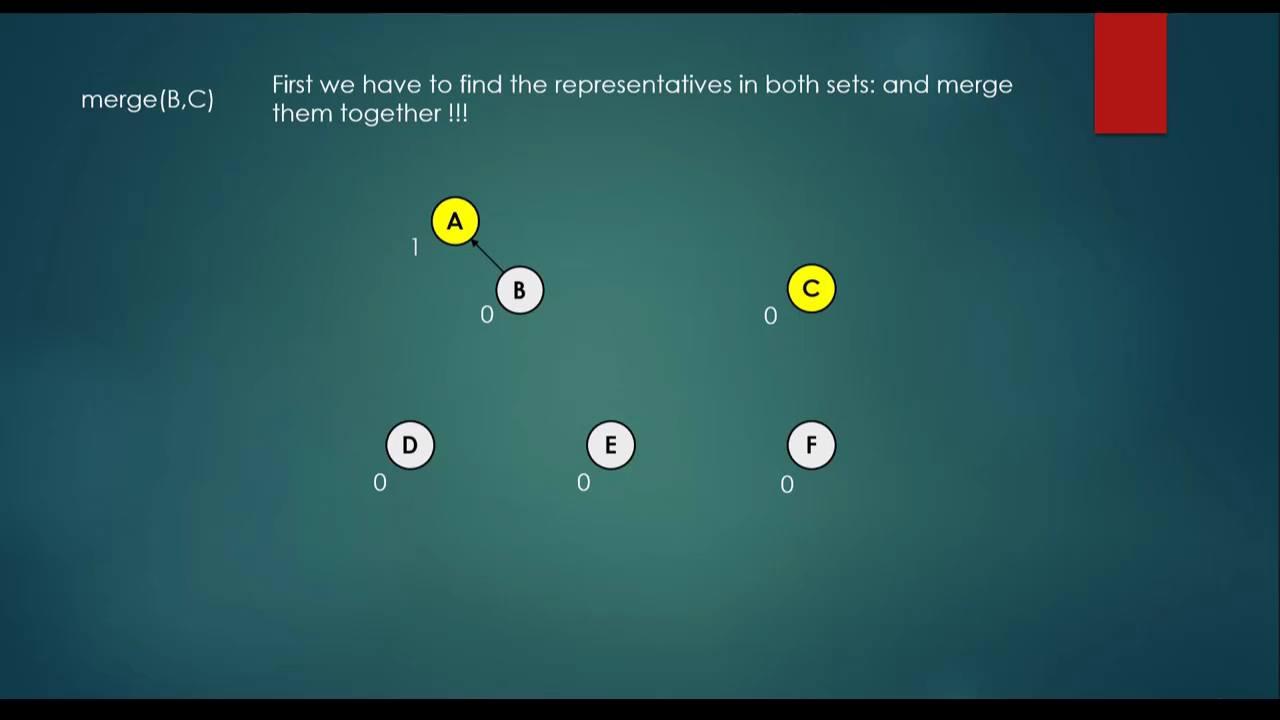 merge(B,C)
First we have to find the representatives in both sets: and merge
them together !!!
A
1
B
0
C
0
D
0
E
0
F
0